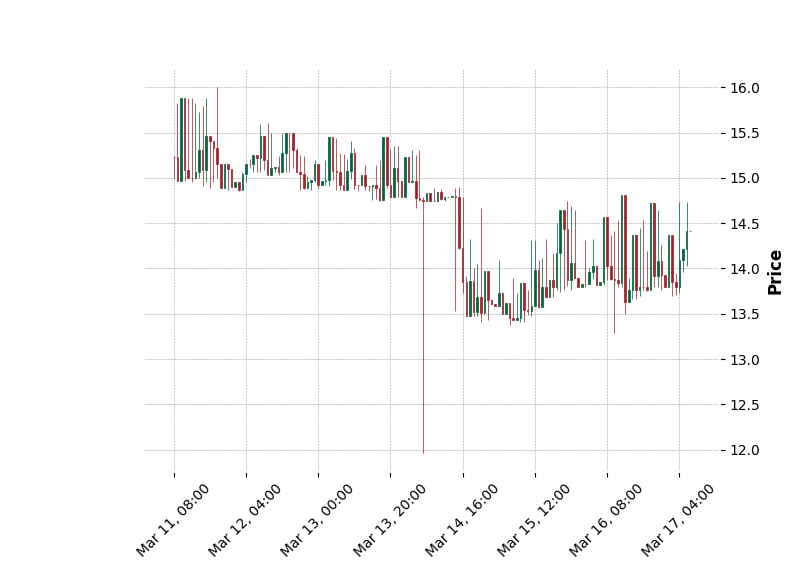 16.0
15.5
15.0
14.5
14.0
13.5
13.0
12.5
12.0
Price
Mar 11, 08:00
Mar 12, 04:00
Mar 13, 00:00
Mar 13, 20:00
Mar 14, 16:00
Mar 15, 12:00
Mar 16, 08:00
Mar 17, 04:00